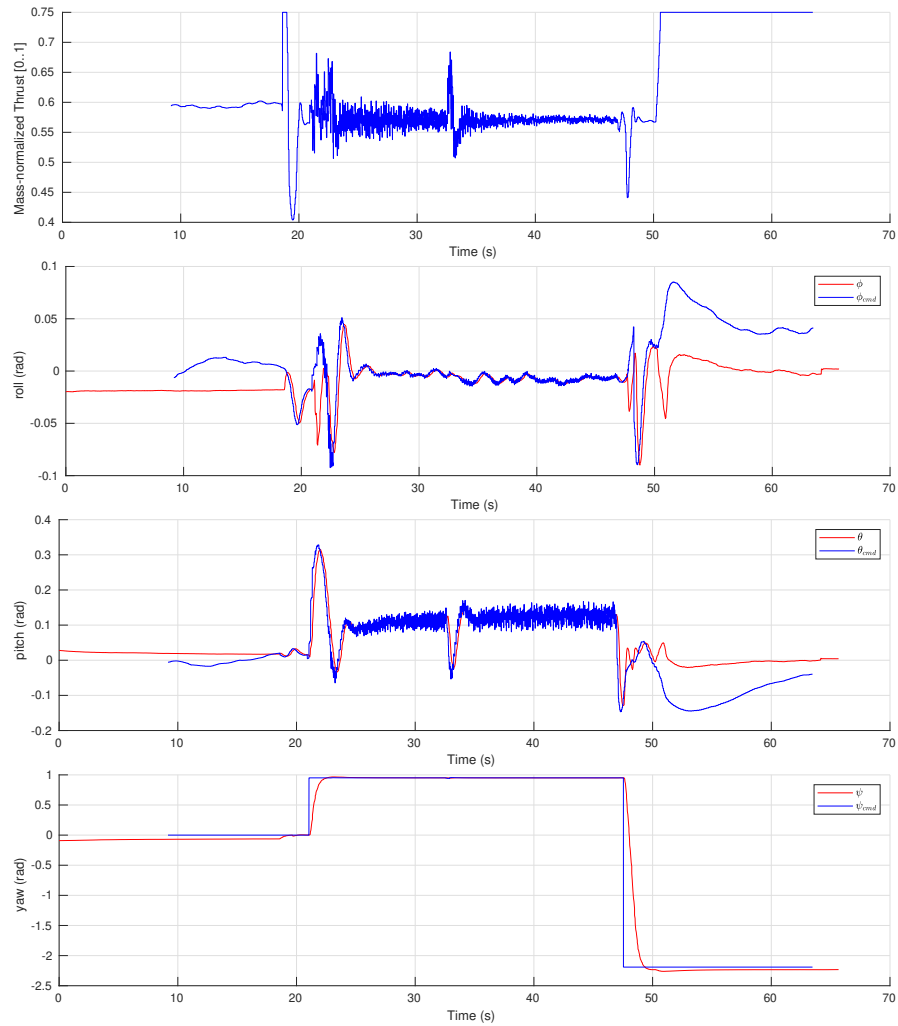 Mass-normalized Thrust [0..1]
0.75
0.7
0.65
0.6
0.55
0.5
0.45
0.4
0 10 20 30 40 50 60 70
Time (s)
roll (rad)
0.1
0.05
0
-0.05
-0.1
ϕ
ϕcmd
0 10 20 30 40 50 60 70
Time (s)
pitch (rad)
0.4
0.3
0.2
0.1
0
-0.1
-0.2
θ
θcmd
0 10 20 30 40 50 60 70
Time (s)
yaw (rad)
1
0.5
0
-0.5
-1
-1.5
-2
-2.5
ψ
ψcmd
0 10 20 30 40 50 60 70
Time (s)